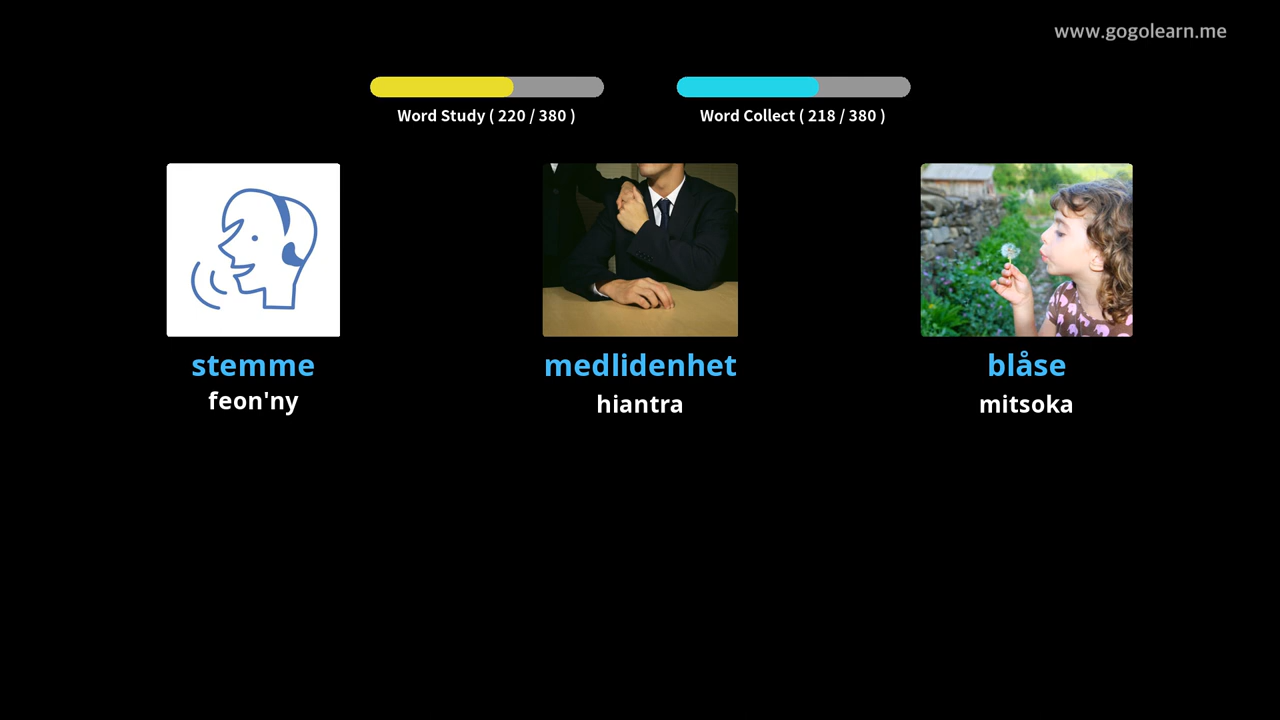 www.gogolearn.me
Word Study ( 220 / 380 )
Word Collect ( 218 / 380 )
stemme
feon'ny
medlidenhet
hiantra
blåse
mitsoka